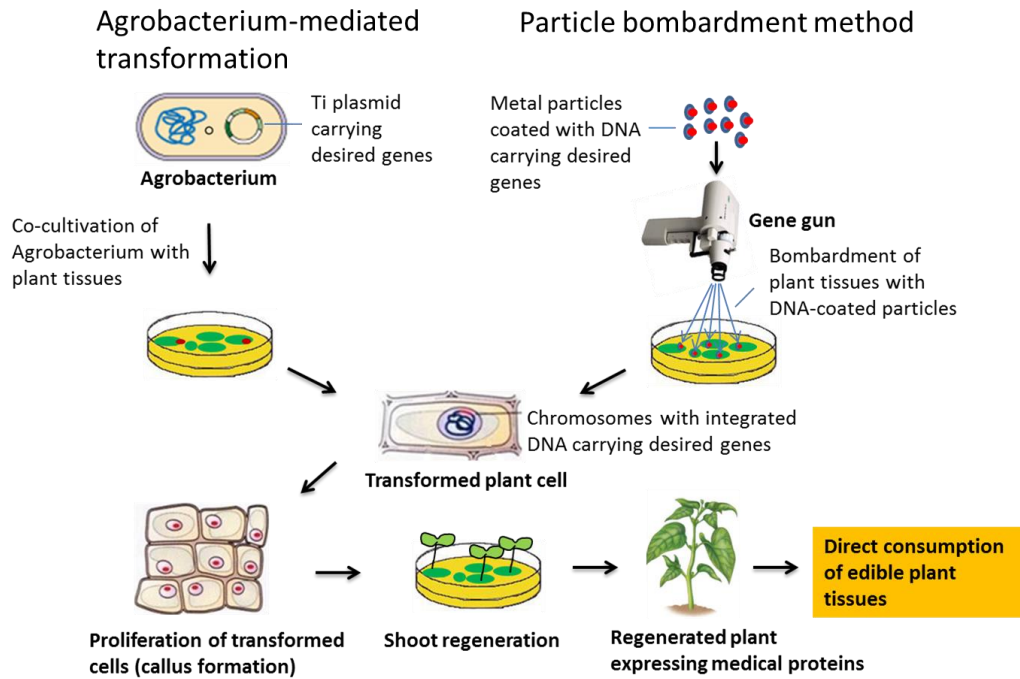 Agrobacterium-mediated
transformation
Particle bombardment method
Ti plasmid
carrying
desired genes
Agrobacterium
Metal particles
coated with DNA
carrying desired
genes
Co-cultivation of
Agrobacterium with
plant tissues
Gene gun
Bombardment of
plant tissues with
DNA-coated particles
Chromosomes with integrated
DNA carrying desired genes
Transformed plant cell
Proliferation of transformed
cells (callus formation)
Shoot regeneration
Regenerated plant
expressing medical proteins
Direct consumption
of edible plant
tissues